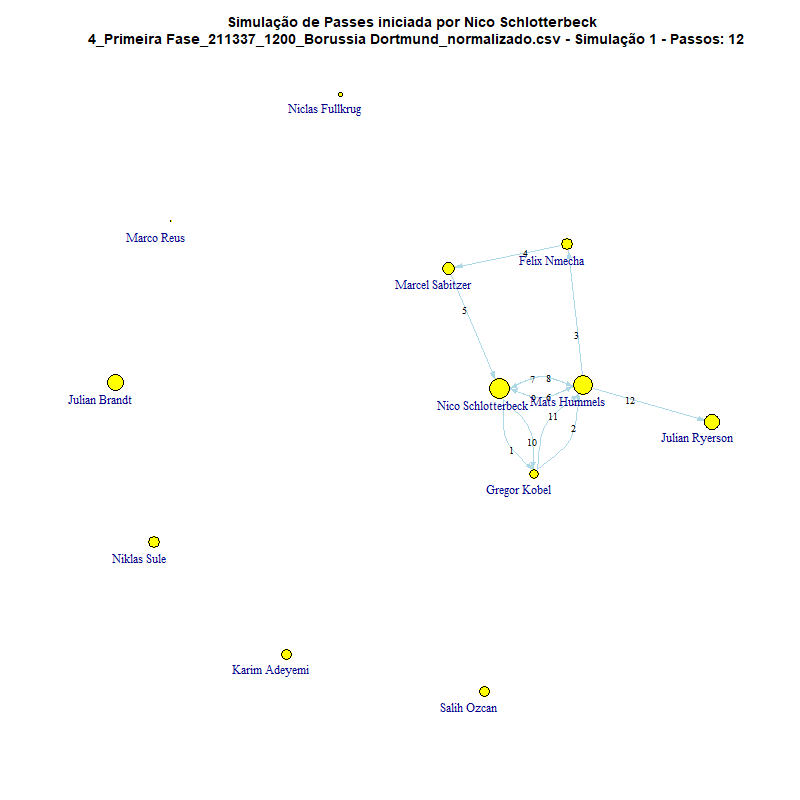 Simulação de Passes iniciada por Nico Schlotterbeck
4_Primeira Fase_211337_1200_Borussia Dortmund_normalizado.csv - Simulação 1 - Passos: 12
Niclas Fullkrug
Marco Reus
4
Felix Nmecha
Marcel Sabitzer
5
3
7
8
Julian Brandt
9
6
12
Nico Schlotterbeck
Mats Hummels
11
2
Julian Ryerson
10
1
Gregor Kobel
Niklas Sule
Karim Adeyemi
Salih Ozcan